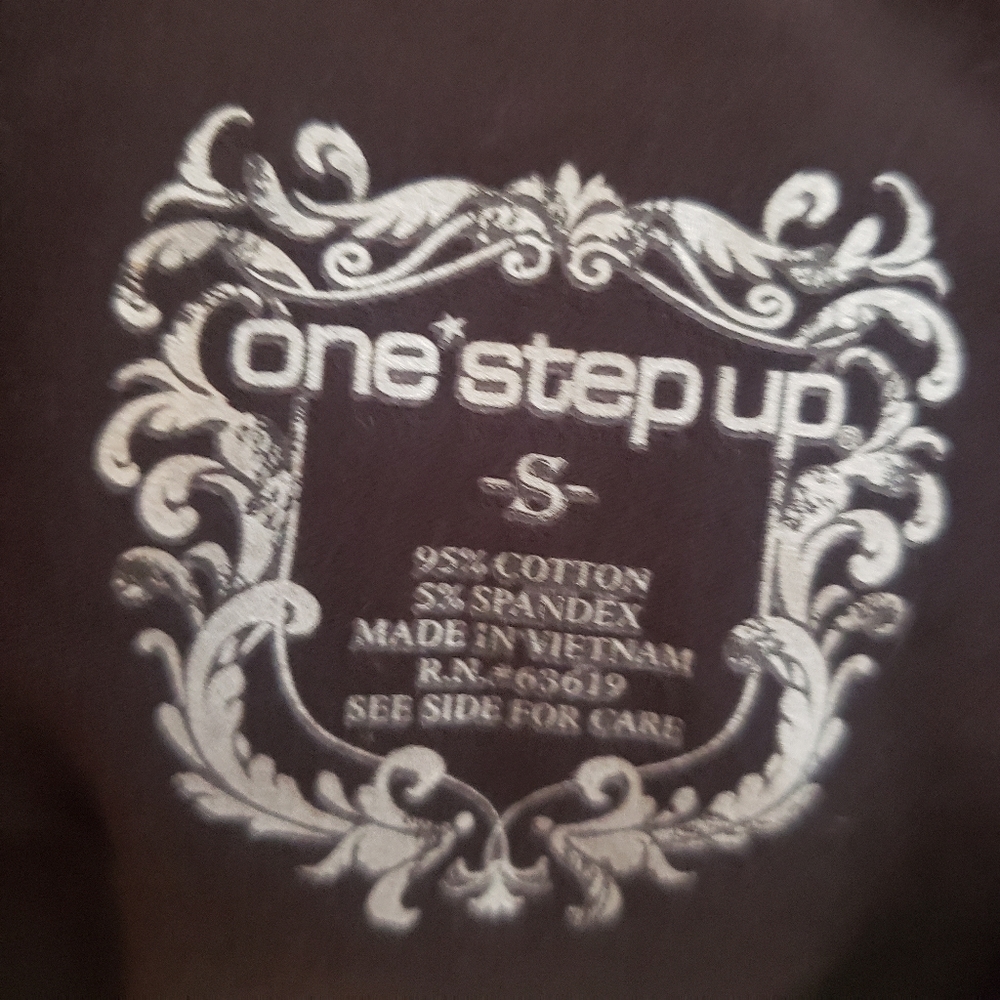 one*step up®
-S-
95% COTTON
5% SPANDEX
MADE IN VIETNAM
R.N.#63619
SEE SIDE FOR CARE